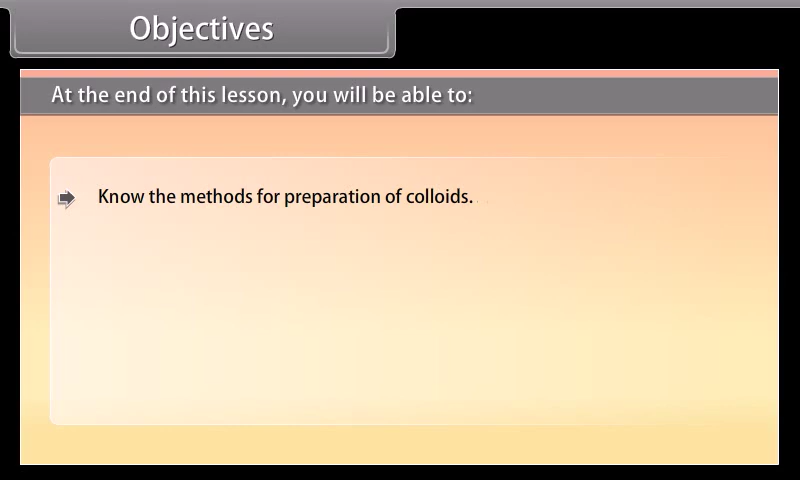 Objectives
At the end of this lesson, you will be able to:
Know the methods for preparation of colloids.